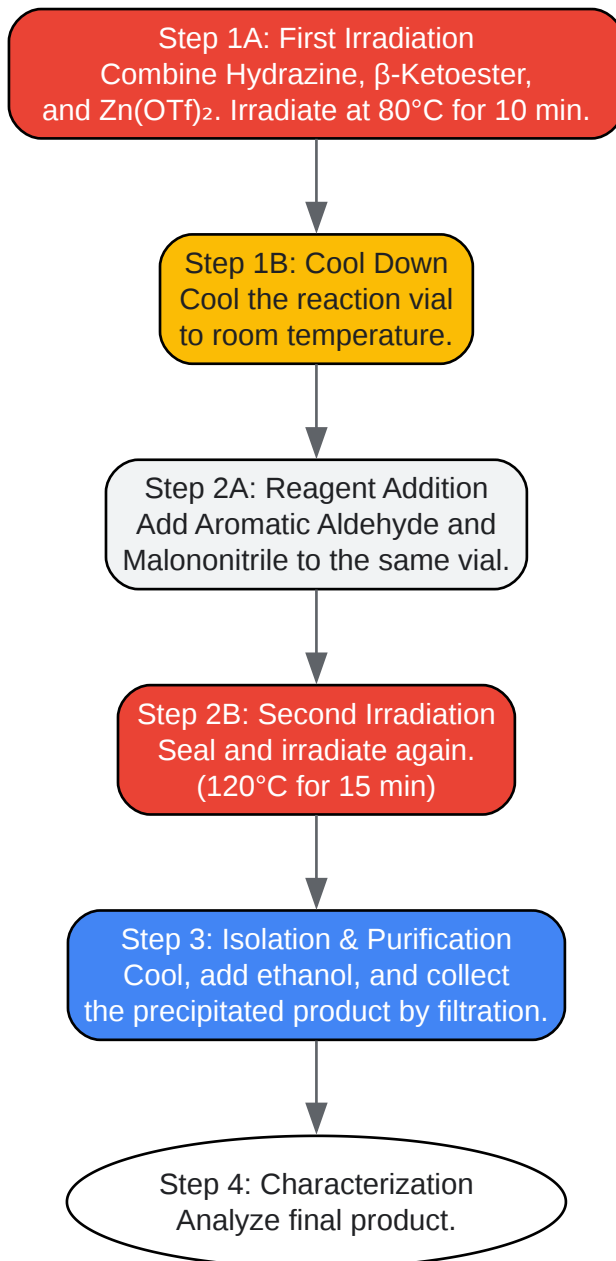 Step 1A: First Irradiation
Combine Hydrazine, β-Ketoester,
and Zn(OTf)₂. Irradiate at 80°C for 10 min.
Step 1B: Cool Down
Cool the reaction vial
to room temperature.
Step 2A: Reagent Addition
Add Aromatic Aldehyde and
Malononitrile to the same vial.
Step 2B: Second Irradiation
Seal and irradiate again.
(120°C for 15 min)
Step 3: Isolation & Purification
Cool, add ethanol, and collect
the precipitated product by filtration.
Step 4: Characterization
Analyze final product.